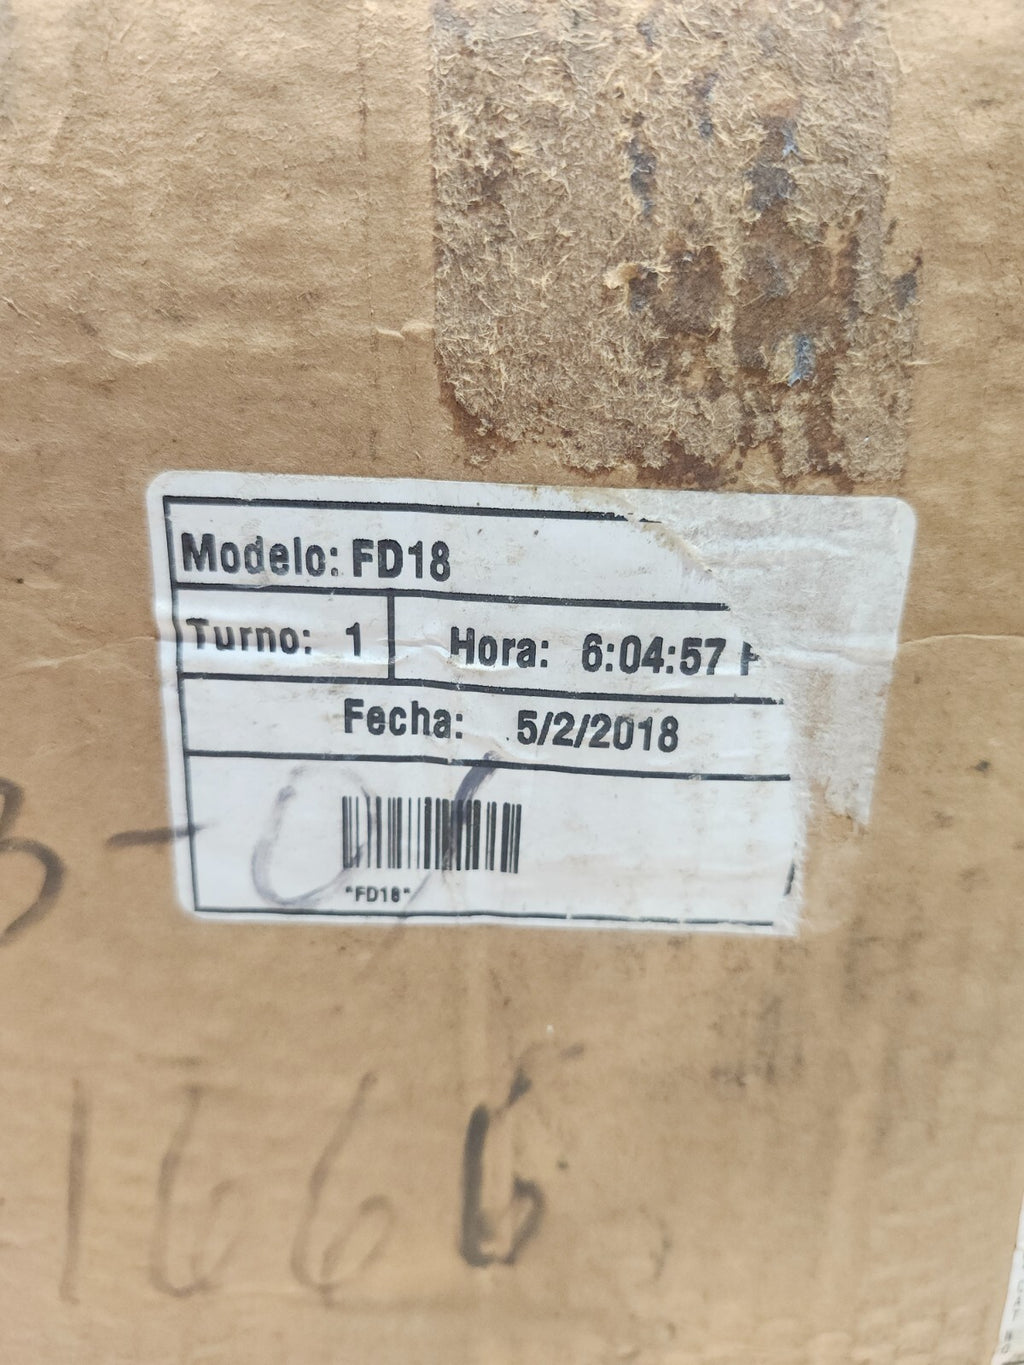 Modelo: FD18
Turno: 1 Hora: 6:04:57
Fecha: 5/2/2018
"FD18"
1666